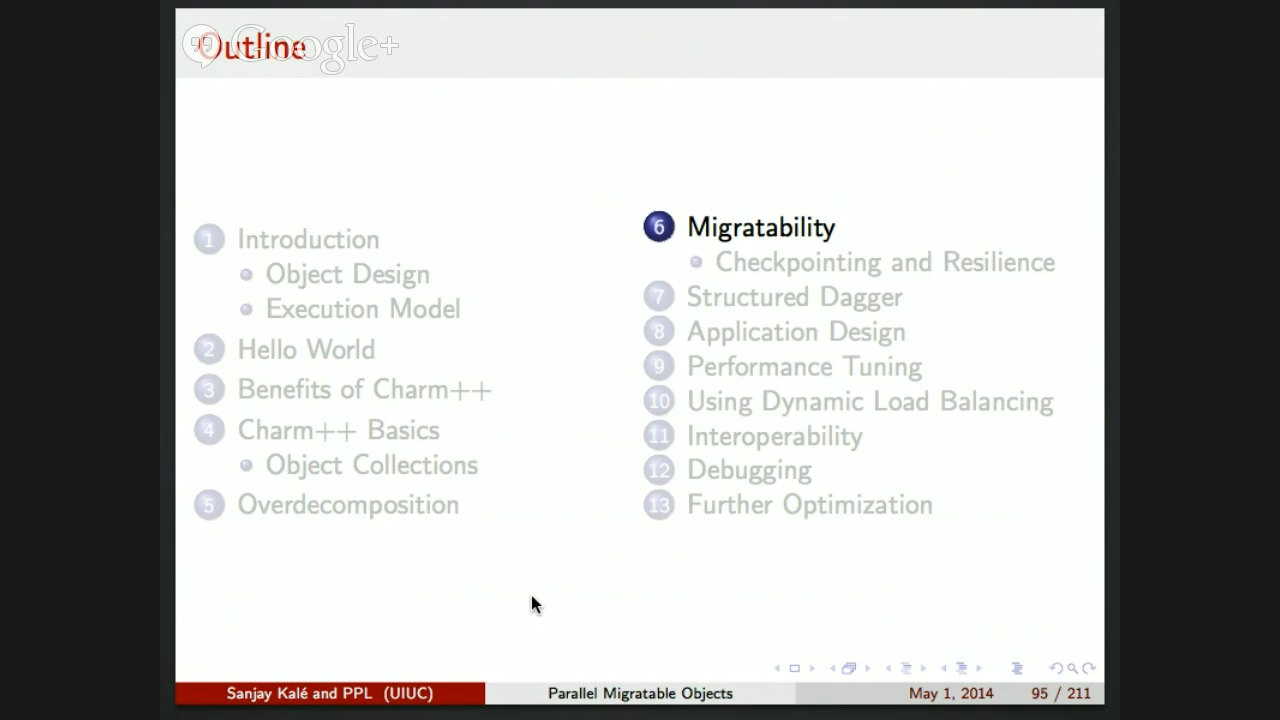 Outline
Google+
1 Introduction
Object Design
Execution Model
2 Hello World
3 Benefits of Charm++
4 Charm++ Basics
Object Collections
5 Overdecomposition
6 Migratability
Checkpointing and Resilience
7 Structured Dagger
8 Application Design
9 Performance Tuning
10 Using Dynamic Load Balancing
11 Interoperability
12 Debugging
13 Further Optimization
Sanjay Kalé and PPL (UIUC) Parallel Migratable Objects May 1, 2014 95 / 211